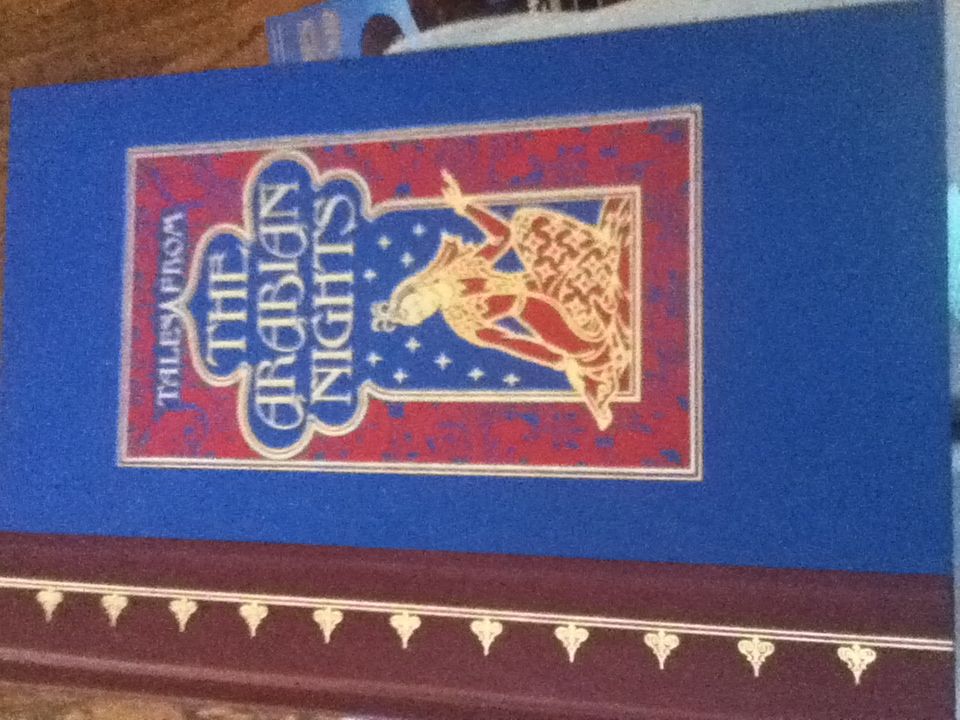 TALES FROM
THE
ARABIAN
NIGHTS